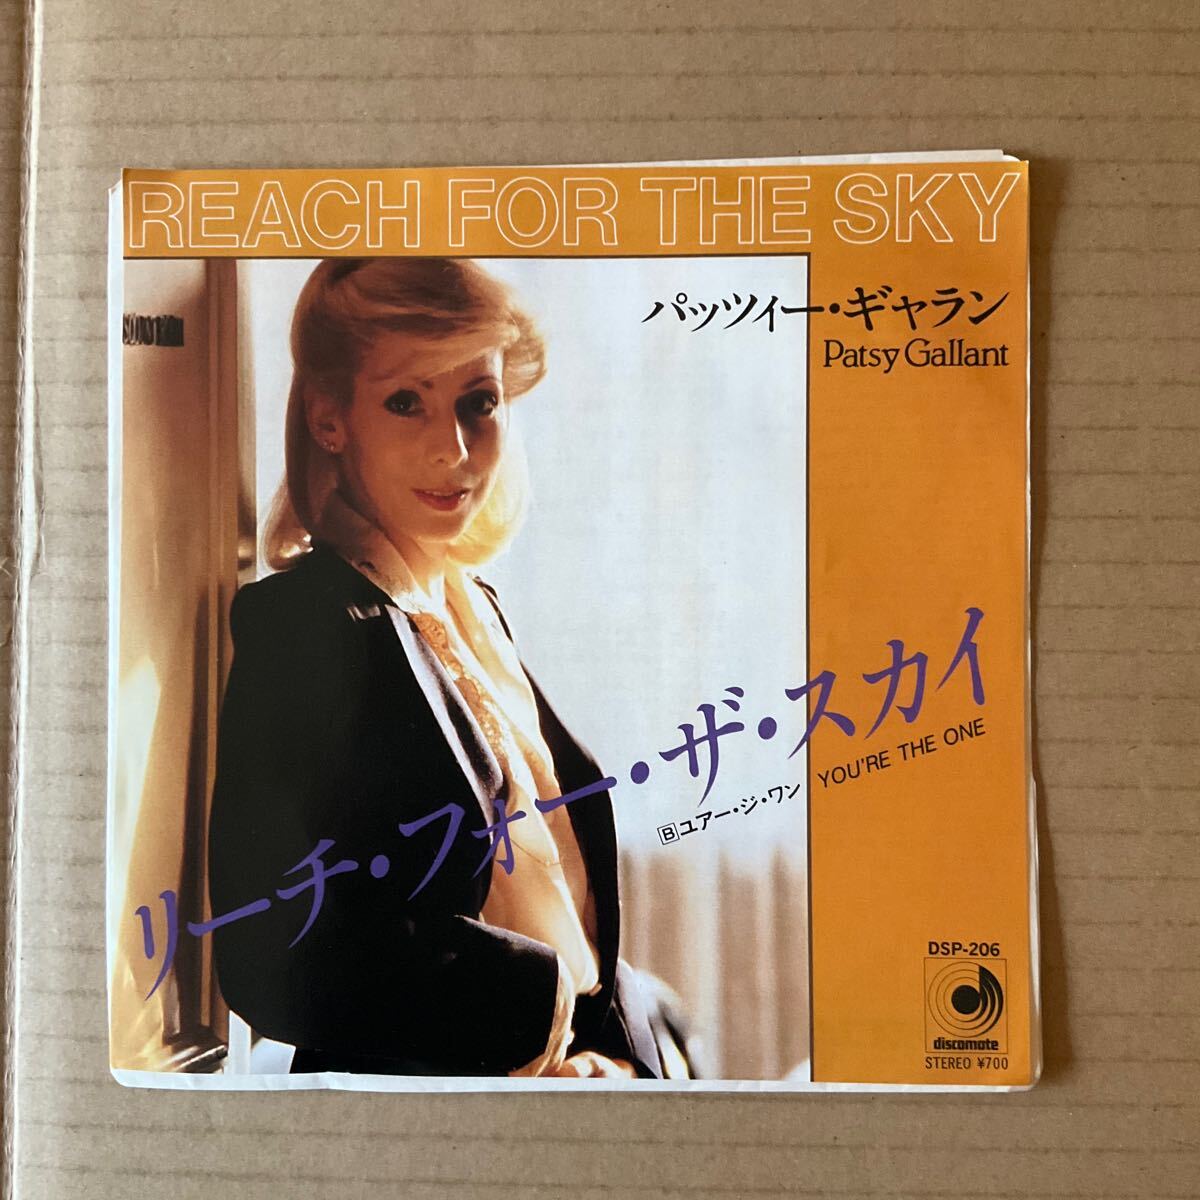 REACH FOR THE SKY
パッツィー・ギャラン
Patsy Gallant
リーチ・フォー・ザ・スカイ
B ユアー・ジ・ワン YOU'RE THE ONE
DSP-206
discomate
STEREO ¥700